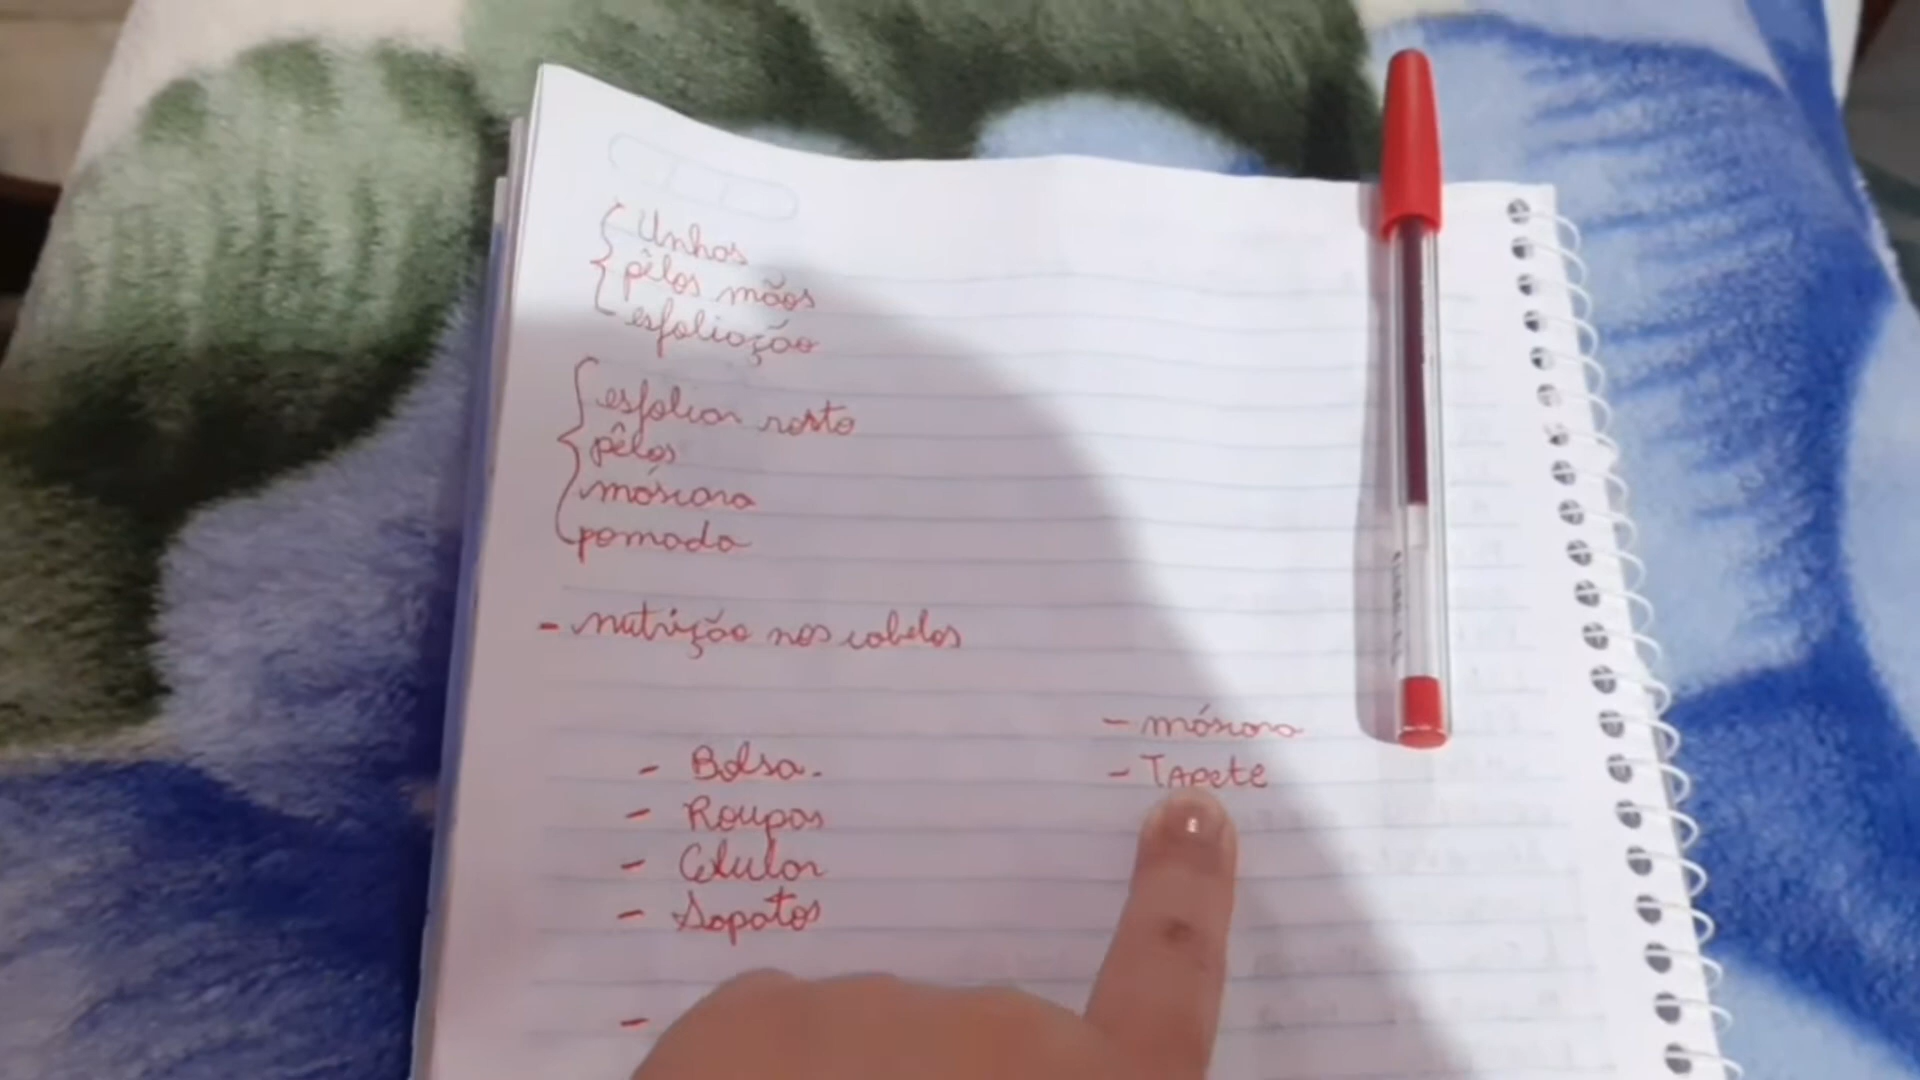 Unhas
pêlos mãos
esfoliação
esfoliar rosto
pêlos
máscara
pomada
- nutrição nos cabelos
- Bolsa.
- Roupas
- Celular
- Sapatos
-
- máscara
- TApete